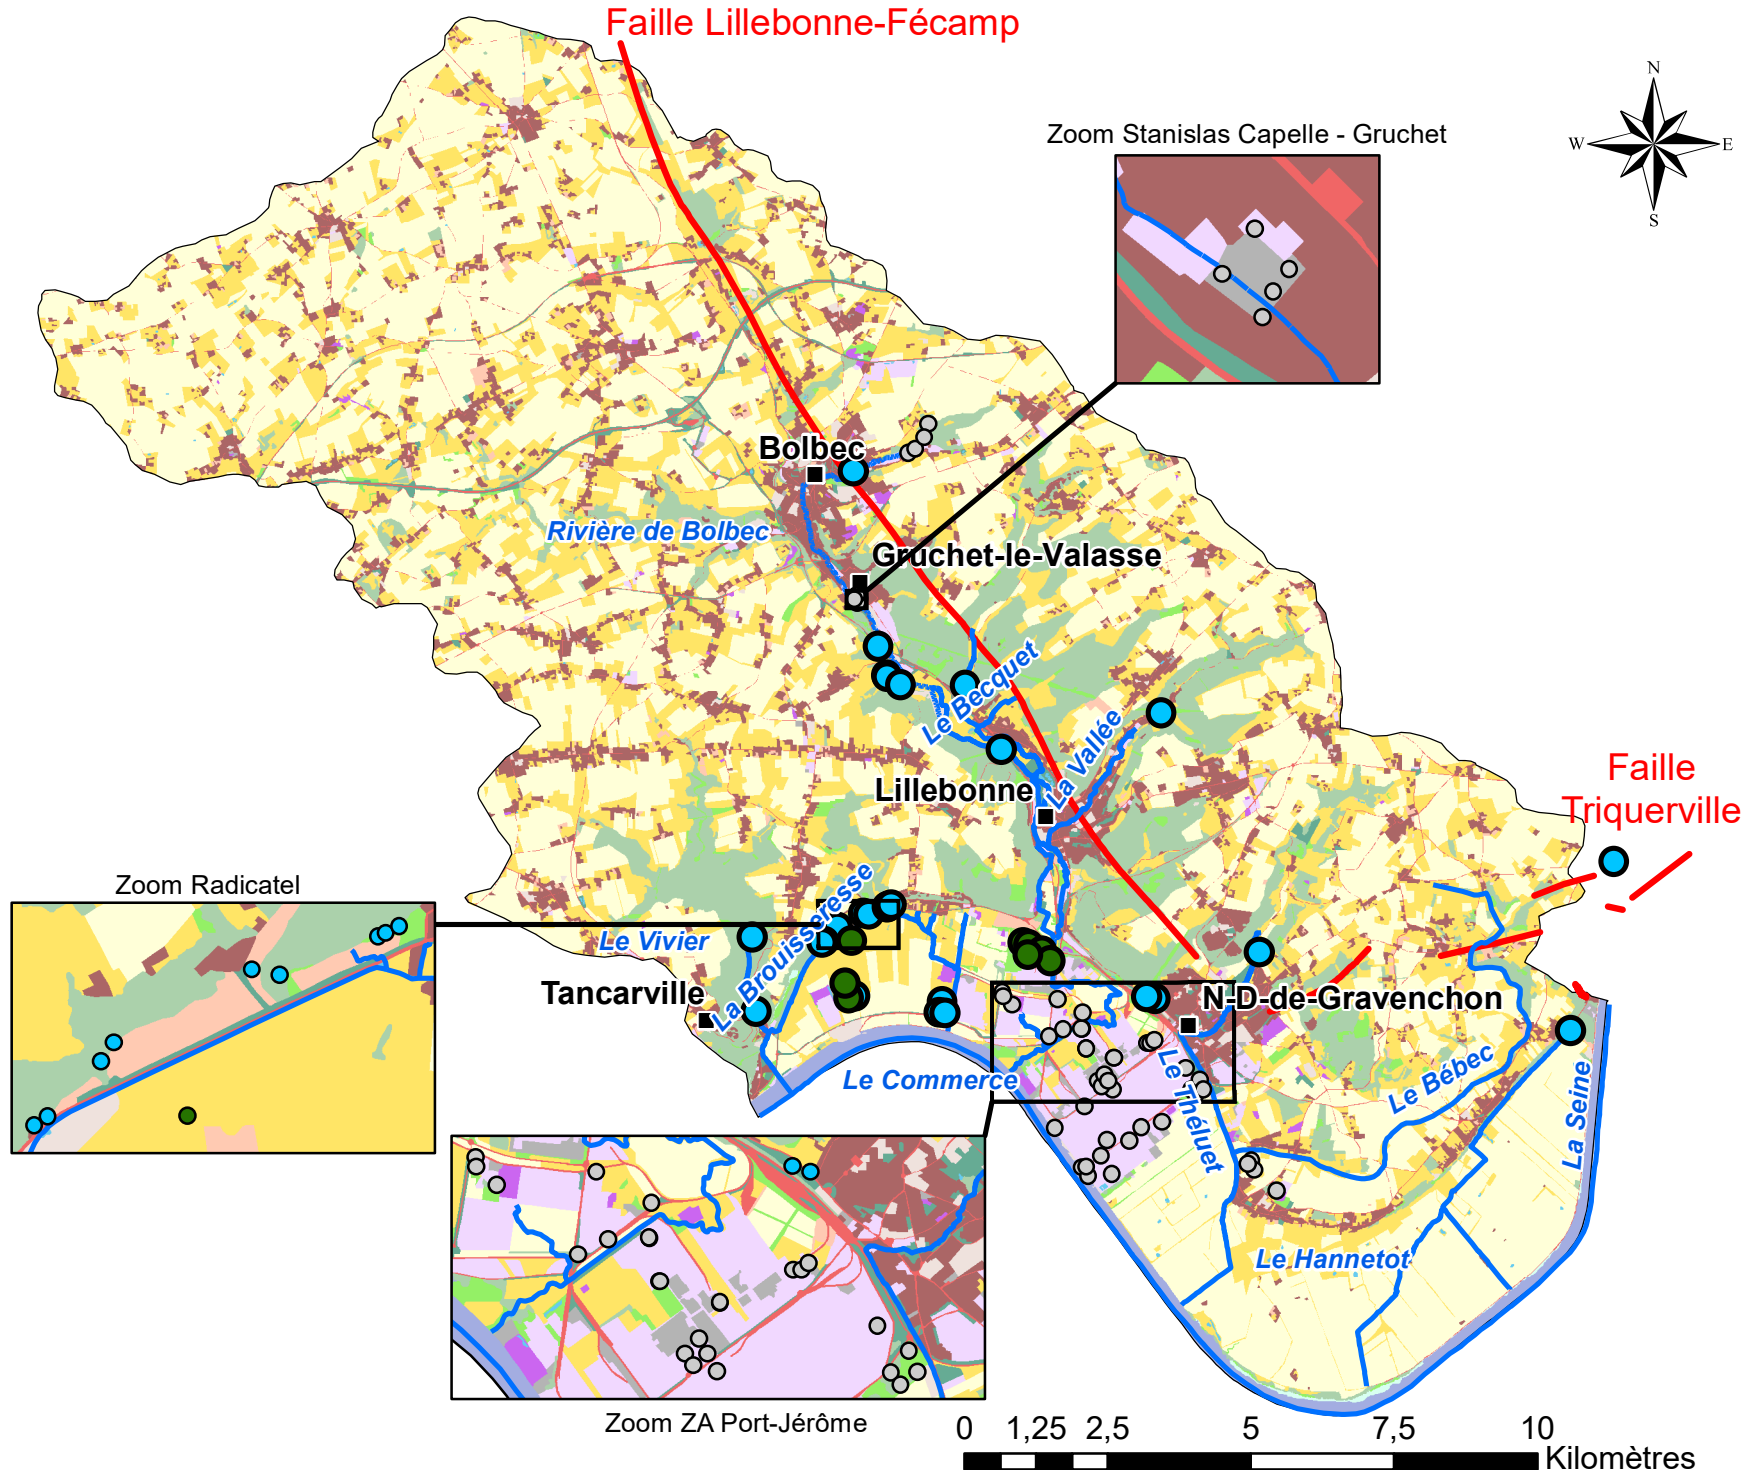 Faille Lillebonne-Fécamp
N
W
E
S
Zoom Stanislas Capelle - Gruchet
Bolbec
Rivière de Bolbec
Gruchet-le-Valasse
Le Becquet
La Vallée
Lillebonne
Faille
Triquerville
Zoom Radicatel
La Brouisseresse
Le Vivier
Tancarville
N-D-de-Gravenchon
Le Commerce
Le Théluet
Le Bébec
La Seine
Le Hannetot
Zoom ZA Port-Jérôme
0 1,25 2,5 5 7,5 10
Kilomètres